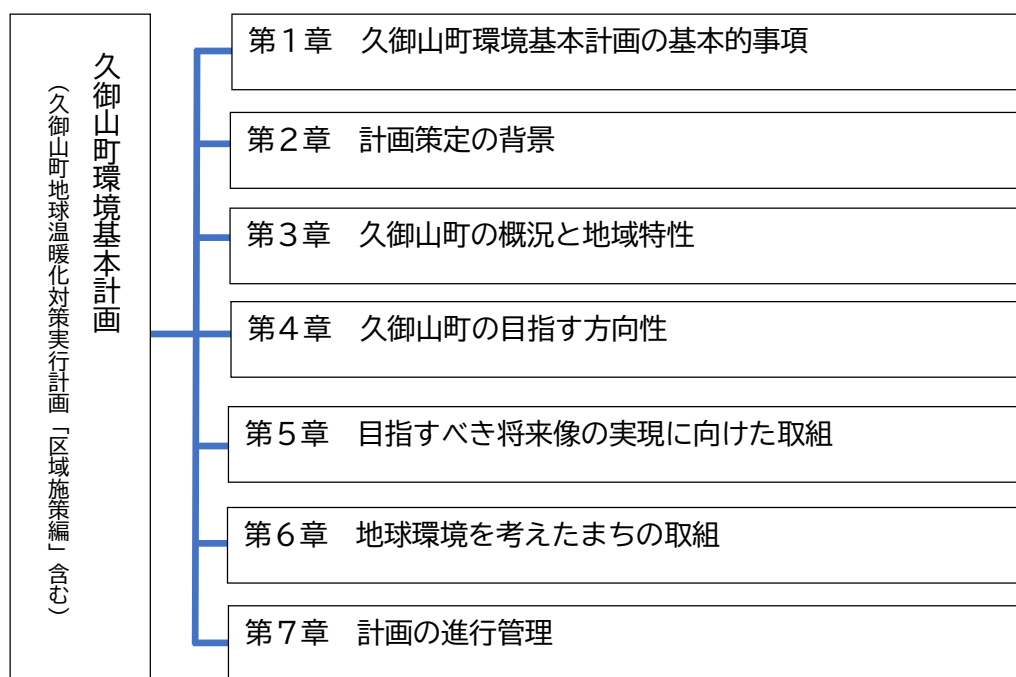 久御山町環境基本計画
(久御山町地球温暖化対策実行計画「区域施策編」含む)
第1章　久御山町環境基本計画の基本的事項
第2章　計画策定の背景
第3章　久御山町の概況と地域特性
第4章　久御山町の目指す方向性
第5章　目指すべき将来像の実現に向けた取組
第6章　地球環境を考えたまちの取組
第7章　計画の進行管理